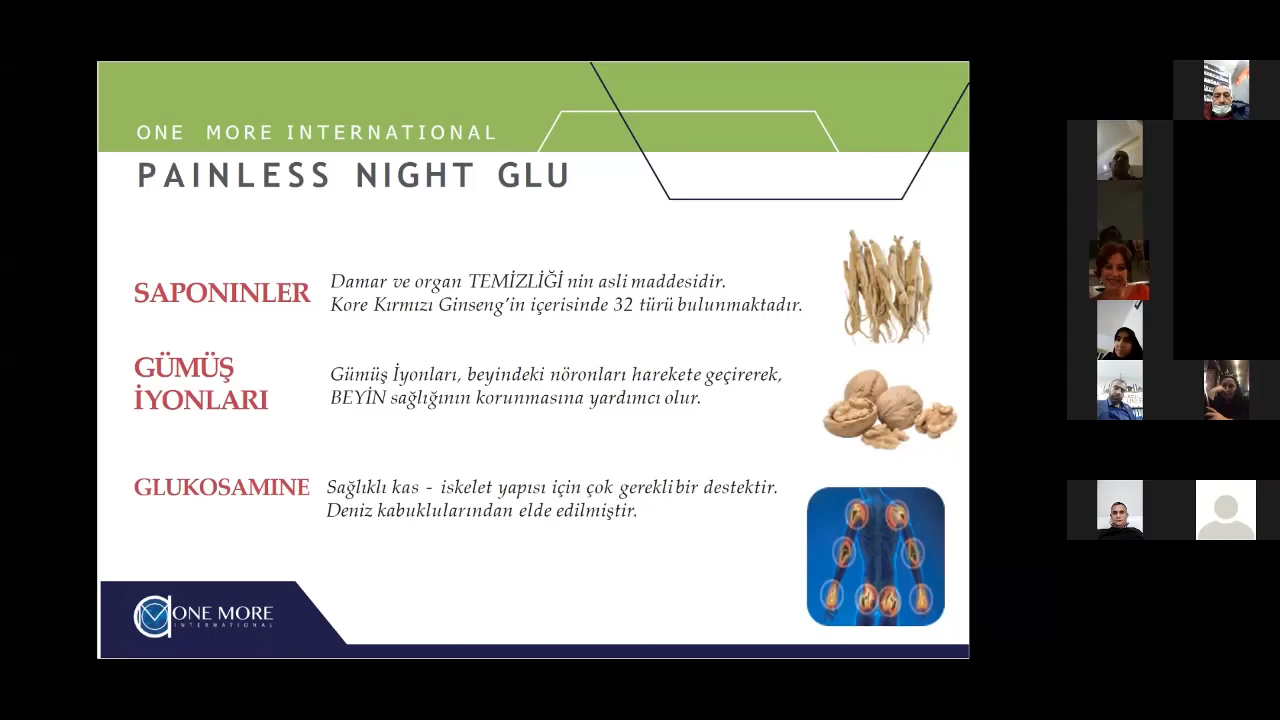 ONE MORE INTERNATIONAL
PAINLESS NIGHT GLU
SAPONINLER
Damar ve organ TEMİZLİĞİ nin asli maddesidir.
Kore Kırmızı Ginseng’in içerisinde 32 türü bulunmaktadır.
GÜMÜŞ
İYONLARI
Gümüş İyonları, beyindeki nöronları harekete geçirerek,
BEYİN sağlığının korunmasına yardımcı olur.
GLUKOSAMINE
Sağlıklı kas - iskelet yapısı için çok gerekli bir destektir.
Deniz kabuklularından elde edilmiştir.
ONE MORE
INTERNATIONAL